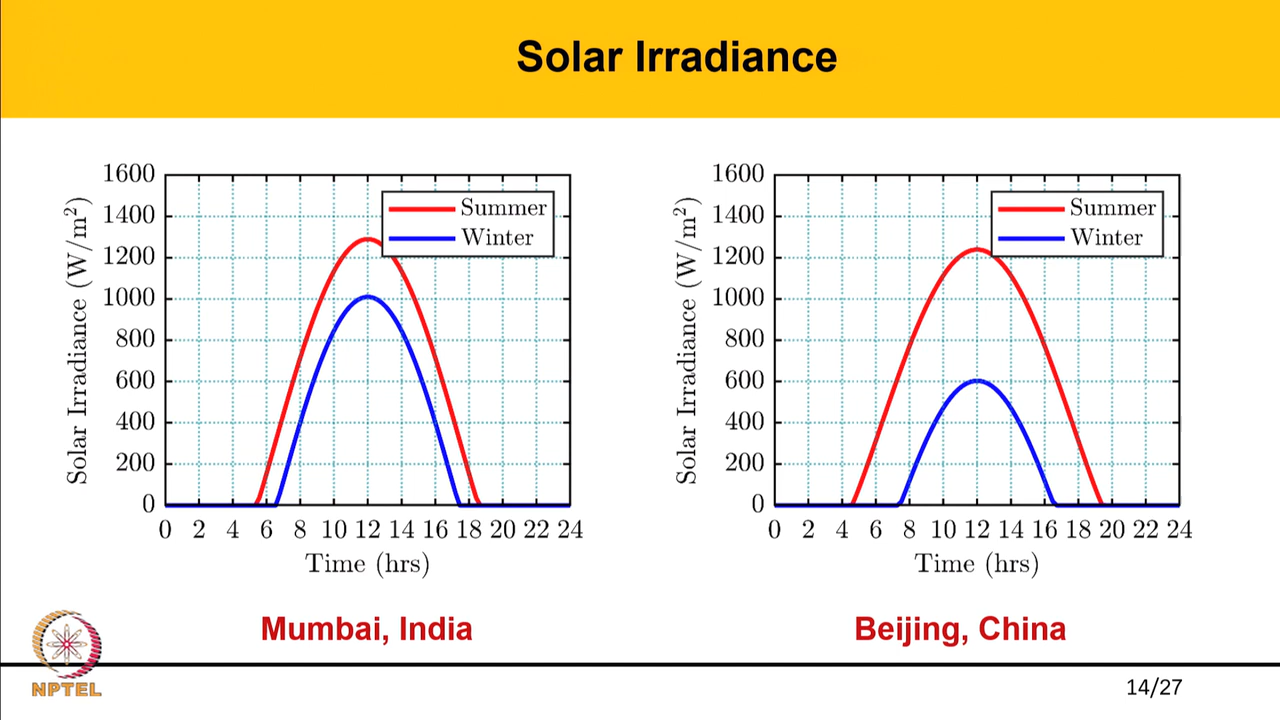 Solar Irradiance
1600
1400
1200
1000
800
600
400
200
0
Solar Irradiance (W/m²)
Summer
Winter
0 2 4 6 8 10 12 14 16 18 20 22 24
Time (hrs)
Mumbai, India
1600
1400
1200
1000
800
600
400
200
0
Solar Irradiance (W/m²)
Summer
Winter
0 2 4 6 8 10 12 14 16 18 20 22 24
Time (hrs)
Beijing, China
NPTEL
14/27